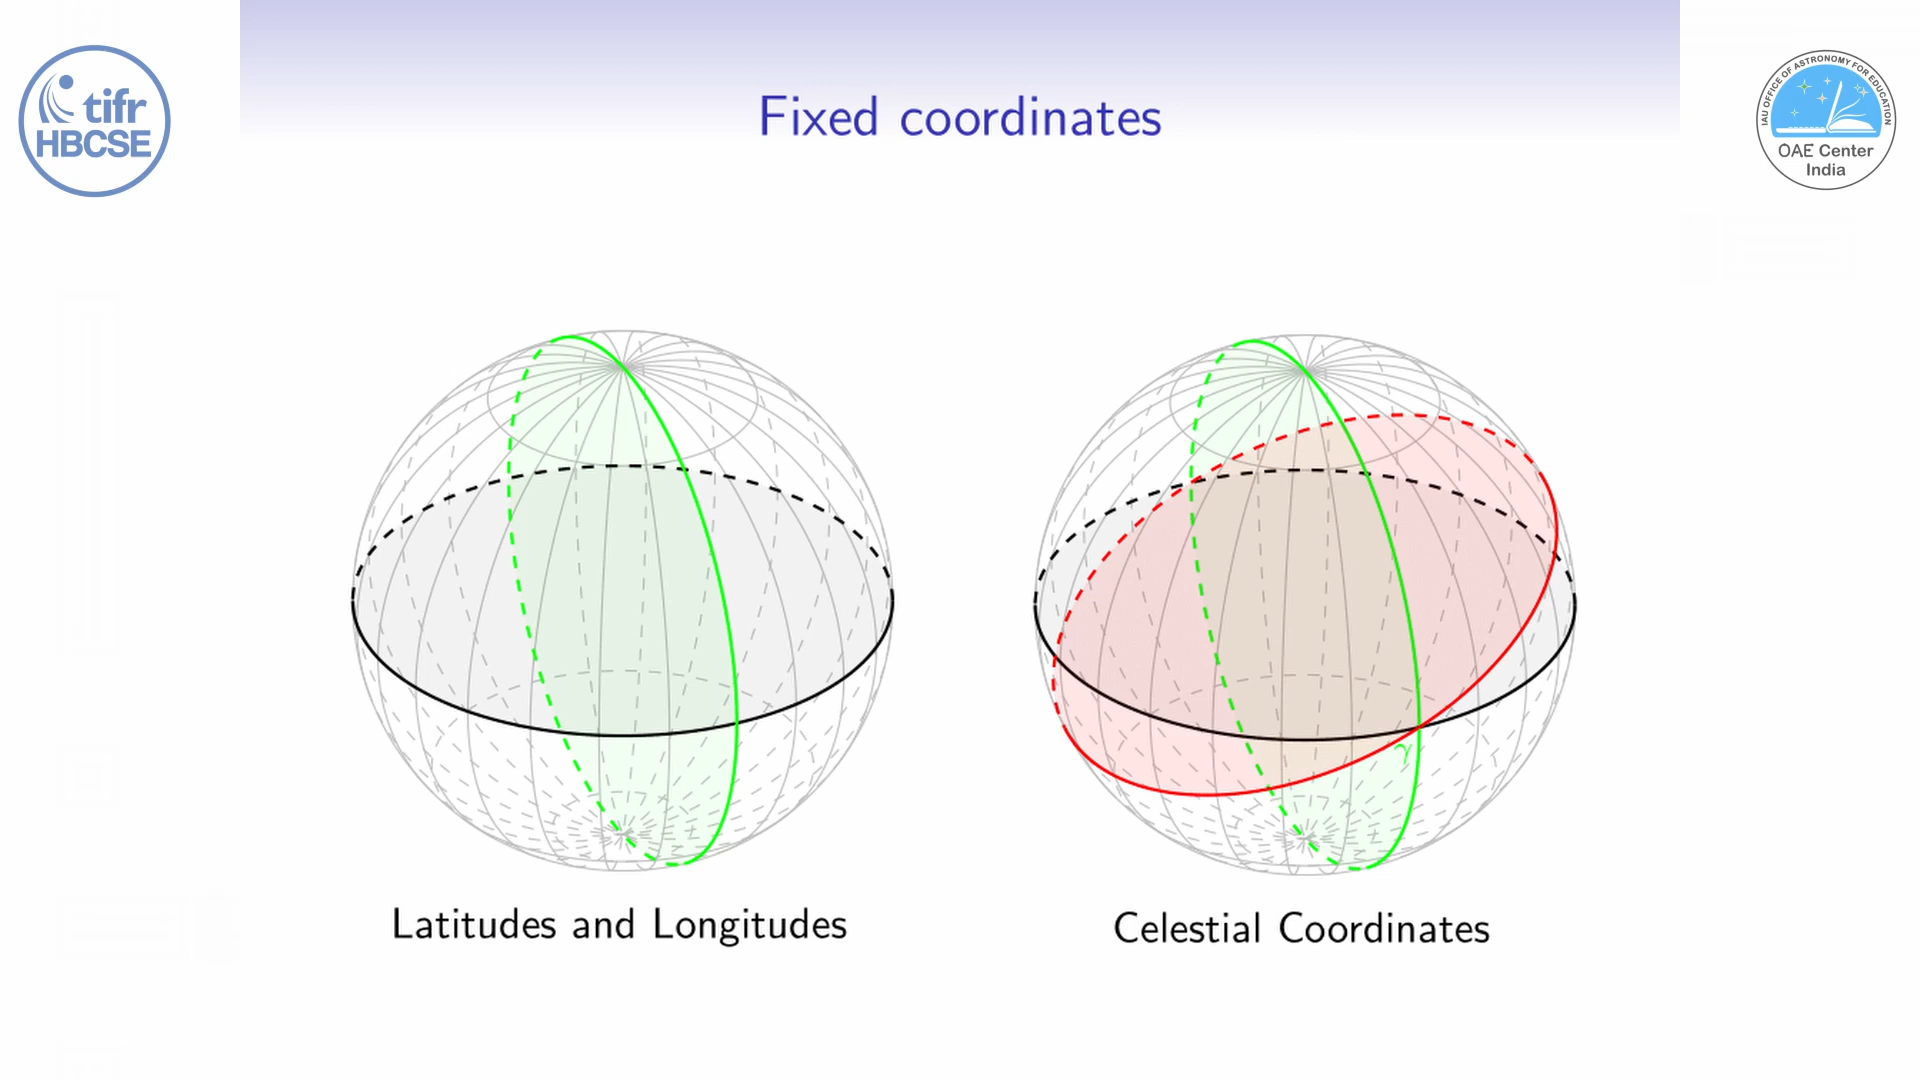 Fixed coordinates
tifr
HBCSE
IAU OFFICE OF ASTRONOMY FOR EDUCATION
OAE Center
India
γ
Latitudes and Longitudes
Celestial Coordinates